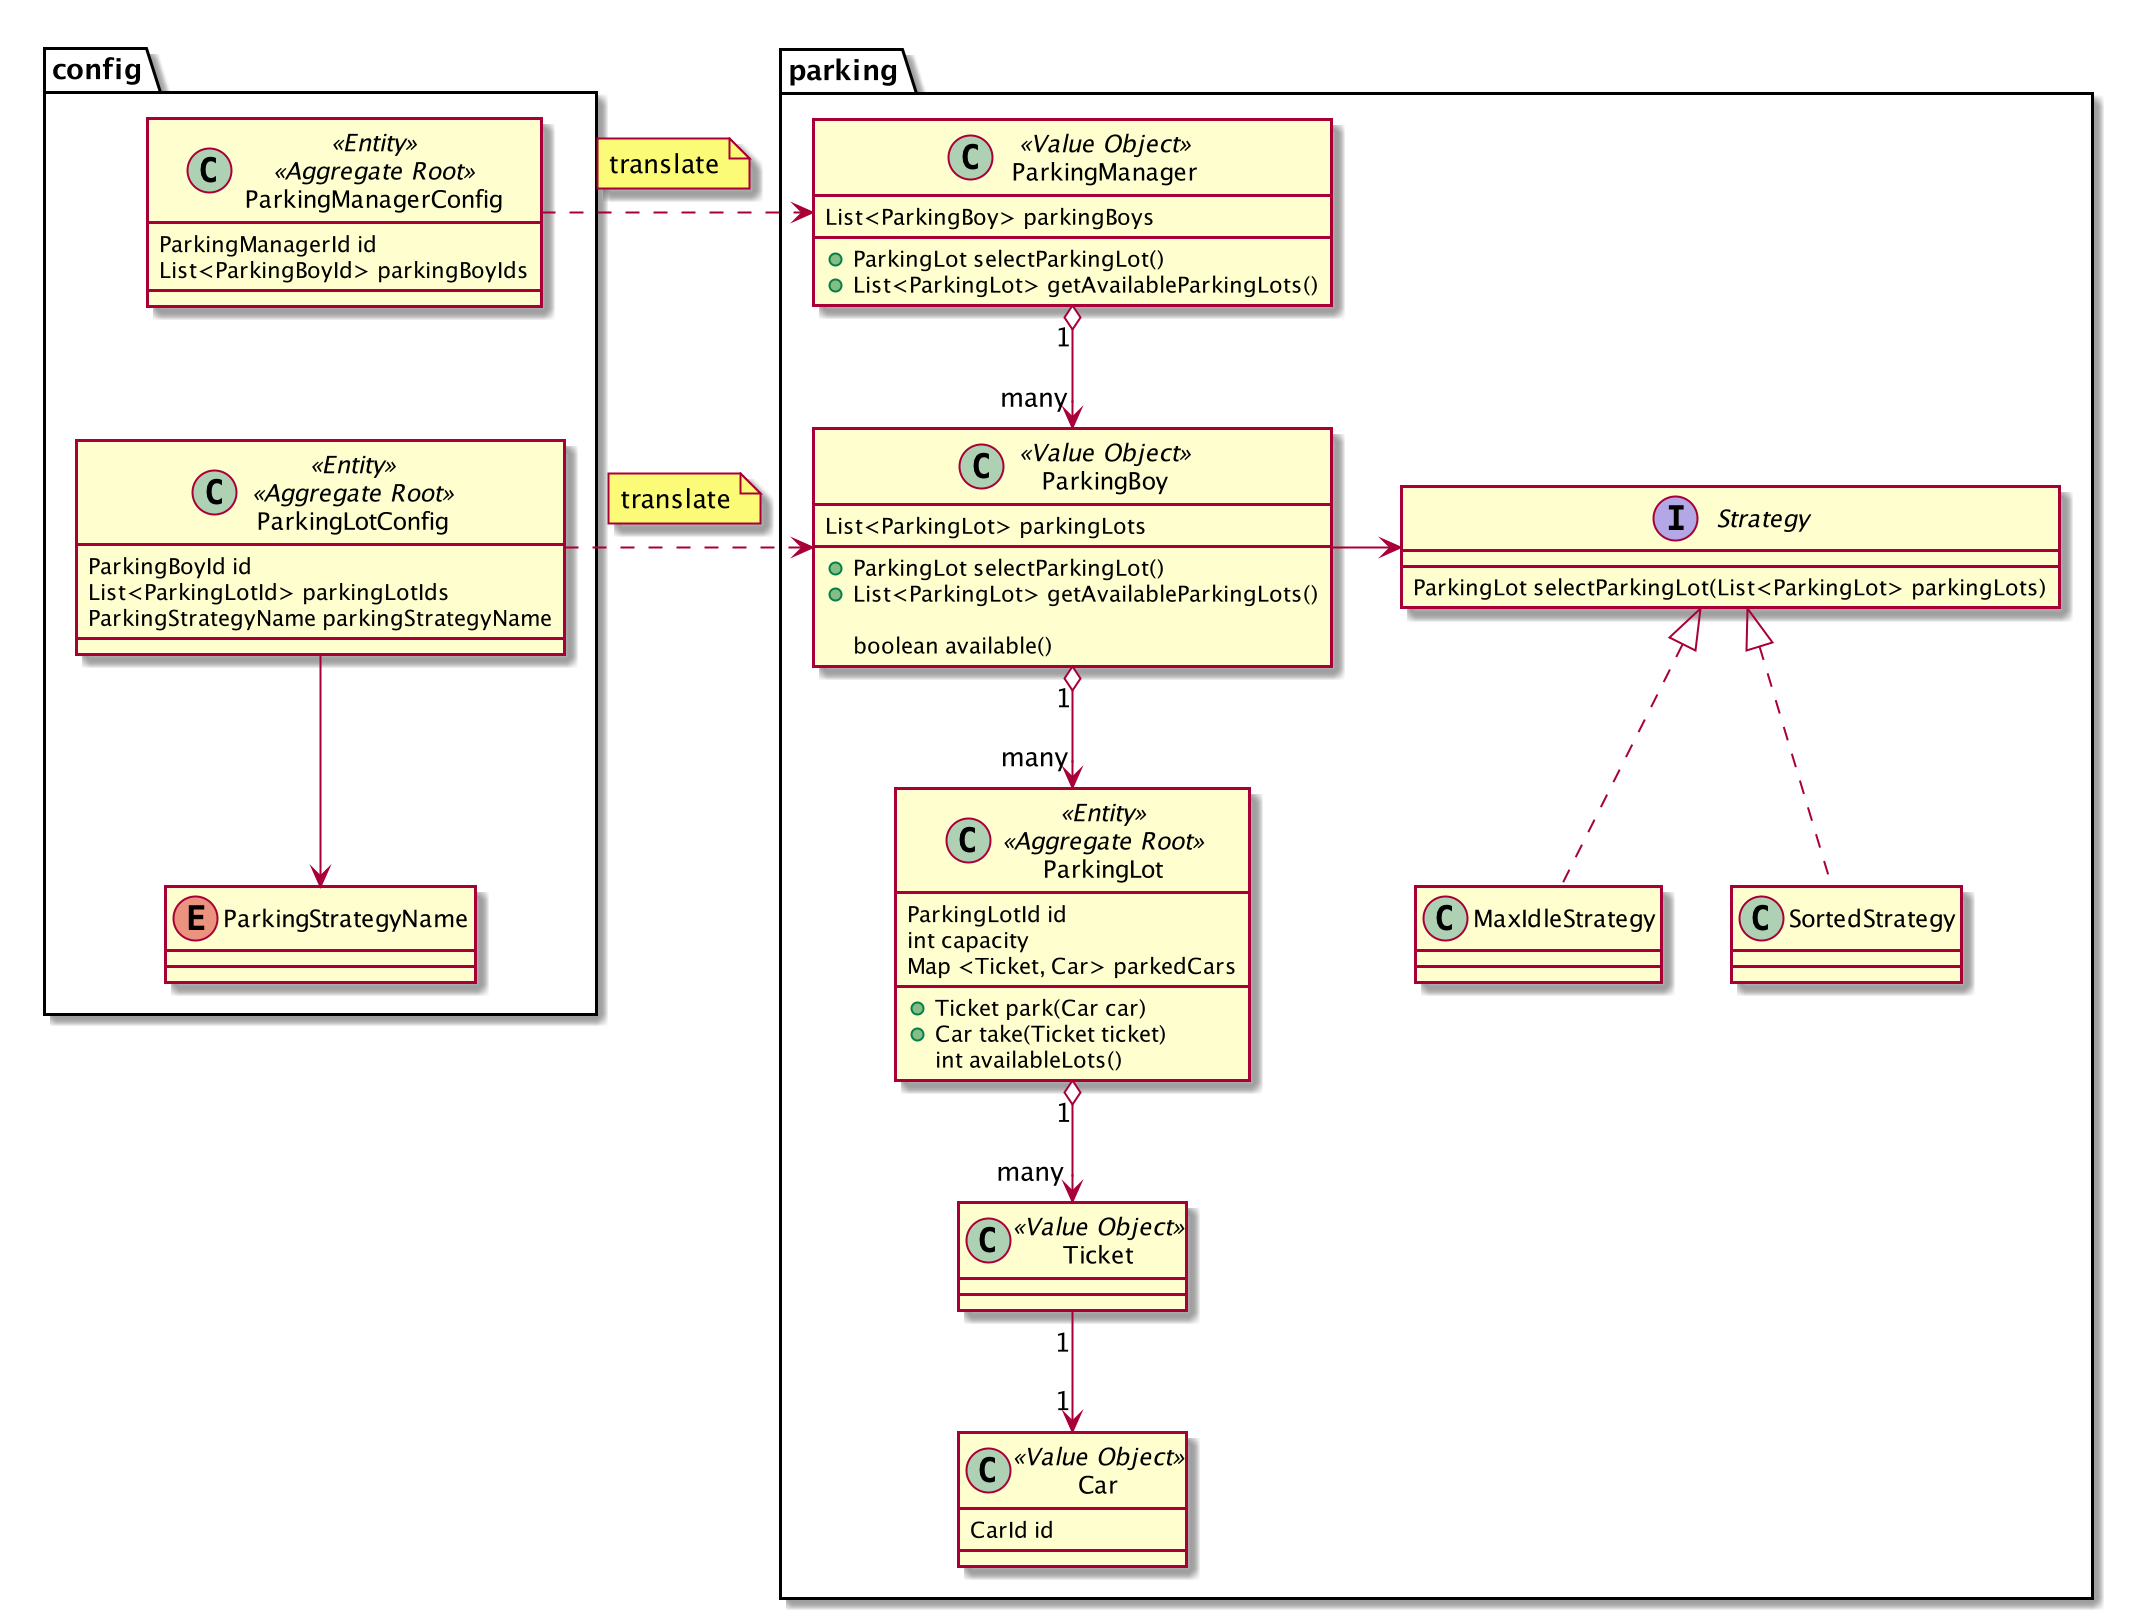 config
C
«Entity»
«Aggregate Root»
ParkingManagerConfig
ParkingManagerId id
List<ParkingBoyId> parkingBoyIds
translate
C
«Entity»
«Aggregate Root»
ParkingLotConfig
ParkingBoyId id
List<ParkingLotId> parkingLotIds
ParkingStrategyName parkingStrategyName
translate
E ParkingStrategyName
parking
C
«Value Object»
ParkingManager
List<ParkingBoy> parkingBoys
ParkingLot selectParkingLot()
List<ParkingLot> getAvailableParkingLots()
1
many
C
«Value Object»
ParkingBoy
List<ParkingLot> parkingLots
ParkingLot selectParkingLot()
List<ParkingLot> getAvailableParkingLots()
boolean available()
I Strategy
ParkingLot selectParkingLot(List<ParkingLot> parkingLots)
1
many
C
«Entity»
«Aggregate Root»
ParkingLot
ParkingLotId id
int capacity
Map <Ticket, Car> parkedCars
Ticket park(Car car)
Car take(Ticket ticket)
int availableLots()
C MaxIdleStrategy
C SortedStrategy
1
many
C
«Value Object»
Ticket
1
1
C
«Value Object»
Car
CarId id